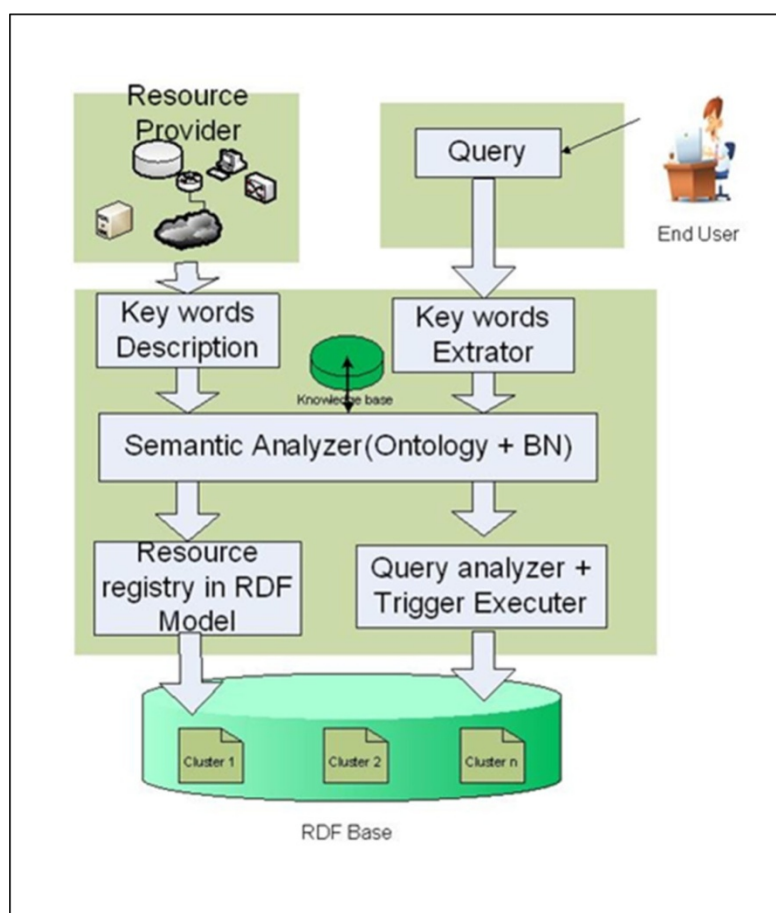 Resource
Provider
Query
End User
Key words
Description
Key words
Extrator
Knowledge base
Semantic Analyzer(Ontology + BN)
Resource
registry in RDF
Model
Query analyzer +
Trigger Executer
Cluster 1
Cluster 2
Cluster n
RDF Base